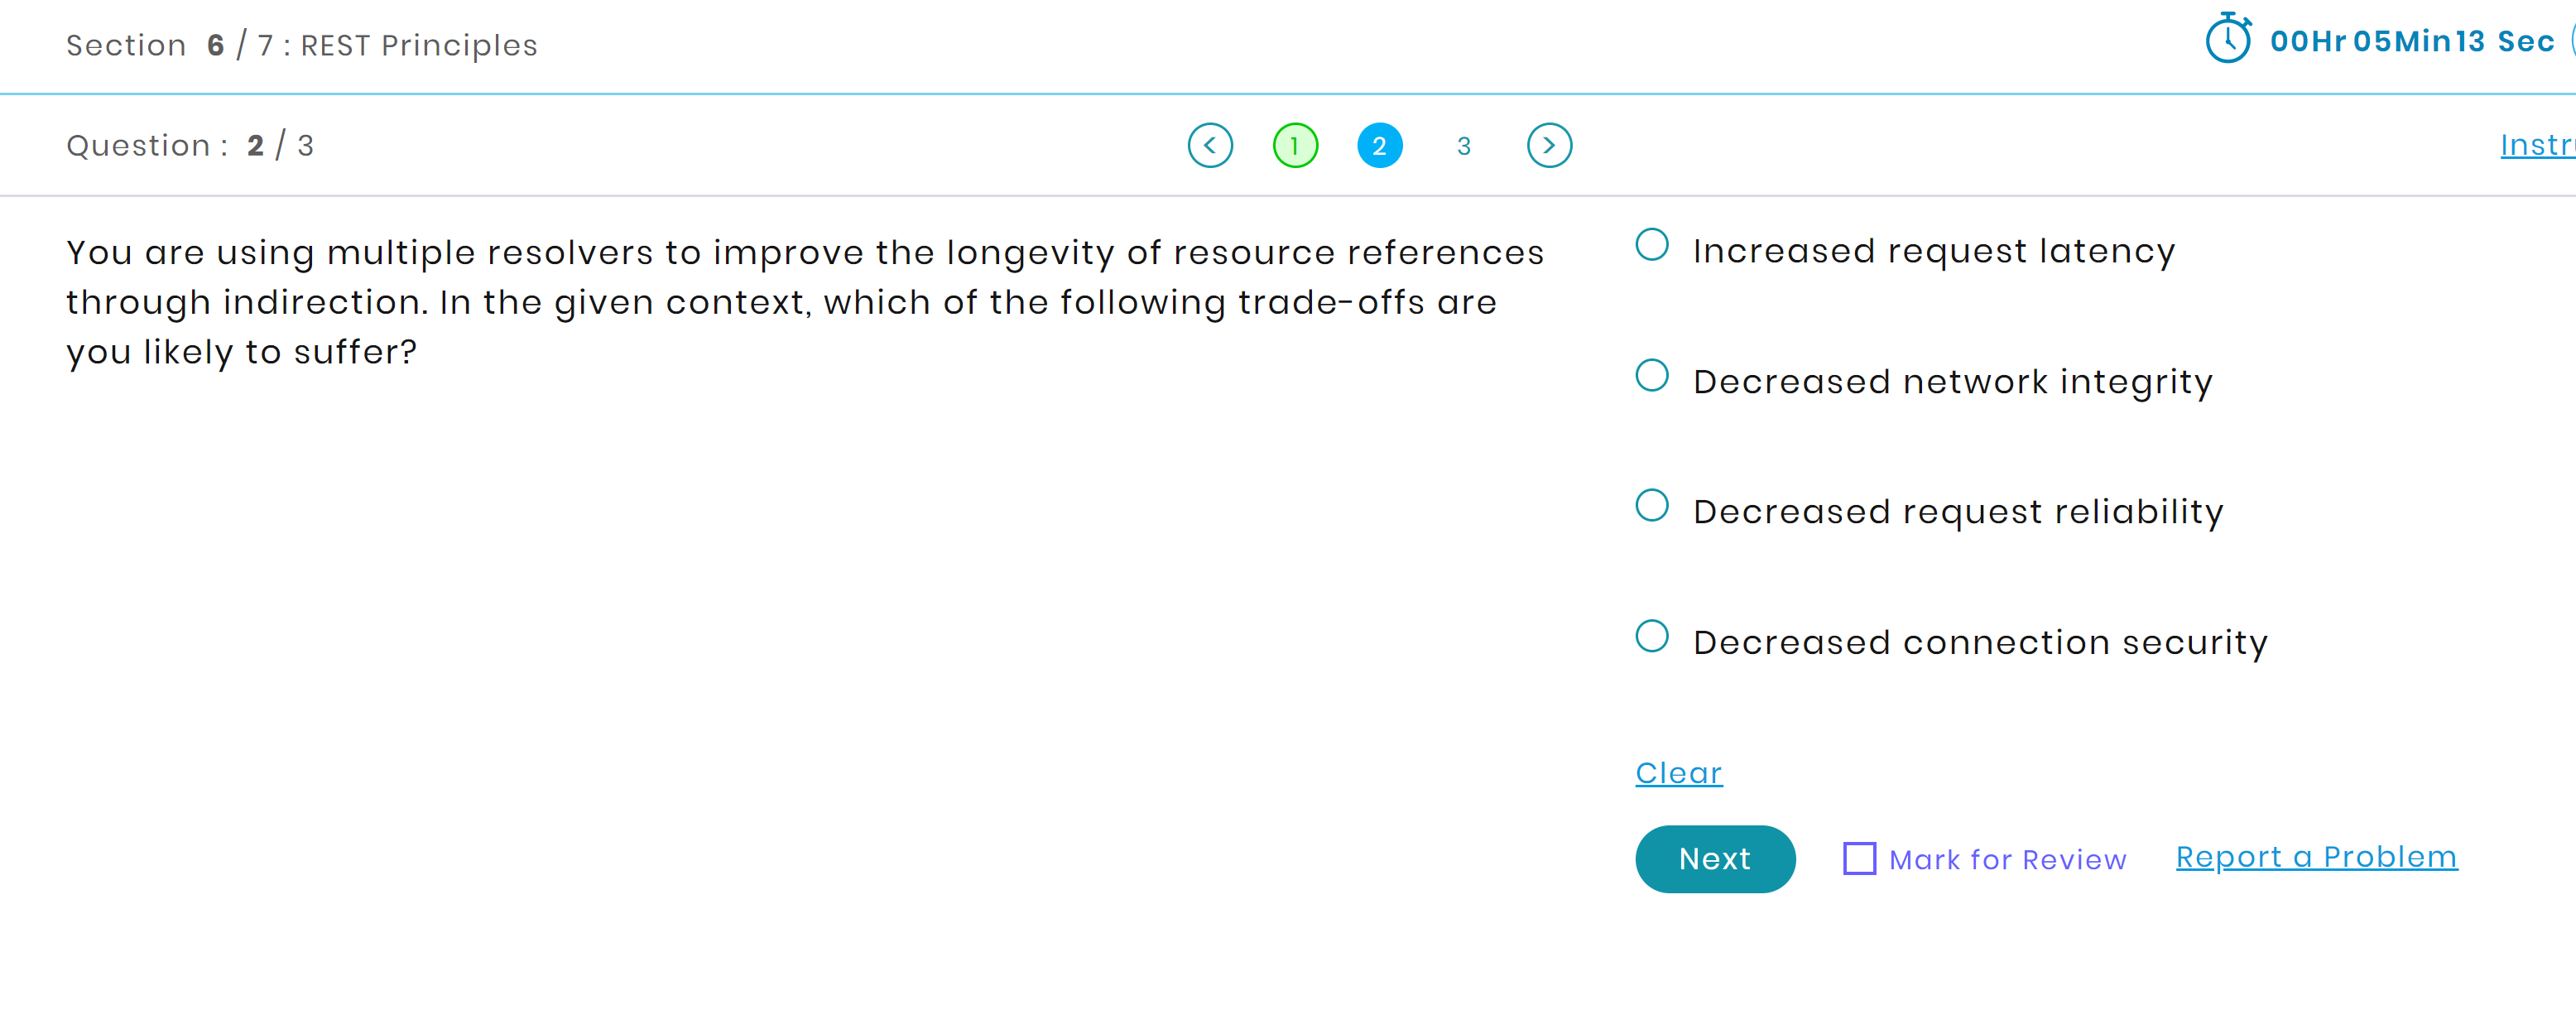 Section 6 / 7 : REST Principles
00Hr 05Min 13 Sec
Question : 2 / 3
< 1 2 3 >
You are using multiple resolvers to improve the longevity of resource references
through indirection. In the given context, which of the following trade-offs are
you likely to suffer?
Increased request latency
Decreased network integrity
Decreased request reliability
Decreased connection security
Clear
Next
Mark for Review
Report a Problem